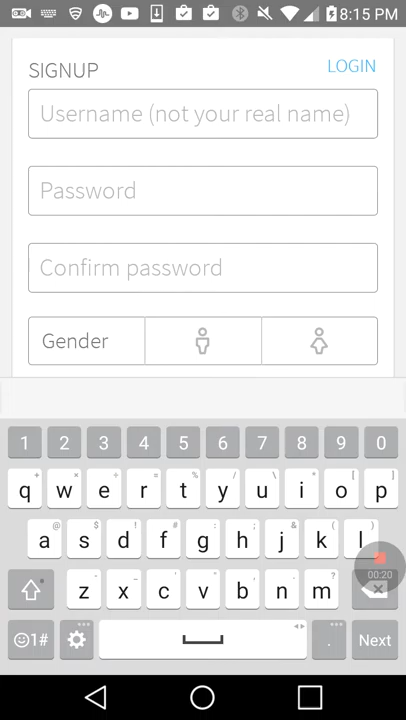 8:15 PM
SIGNUP
LOGIN
Username (not your real name)
Password
Confirm password
Gender
1 2 3 4 5 6 7 8 9 0
+ × ÷ = % / \ * [ ]
q w e r t y u i o p
@ $ ! # : ; & ( )
a s d f g h j k l
00:20
- _ ' " ?
z x c v b n m
1# . Next